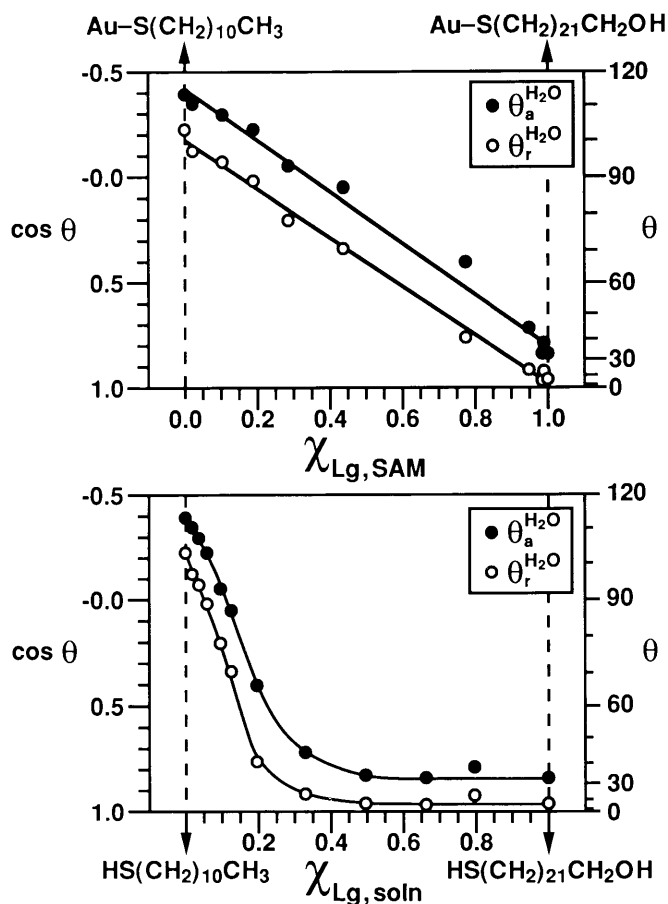 Au–S(CH₂)₁₀CH₃ Au–S(CH₂)₂₁CH₂OH
-0.5 120
● θₐᴴ²ᴼ
○ θᵣᴴ²ᴼ
-0.0 90
cos θ θ
0.5 60
30
1.0 0
0.0 0.2 0.4 0.6 0.8 1.0
χLg, SAM
-0.5 120
● θₐᴴ²ᴼ
○ θᵣᴴ²ᴼ
-0.0 90
cos θ θ
0.5 60
30
1.0 0
0.2 0.4 0.6 0.8
HS(CH₂)₁₀CH₃ HS(CH₂)₂₁CH₂OH
χLg, soln